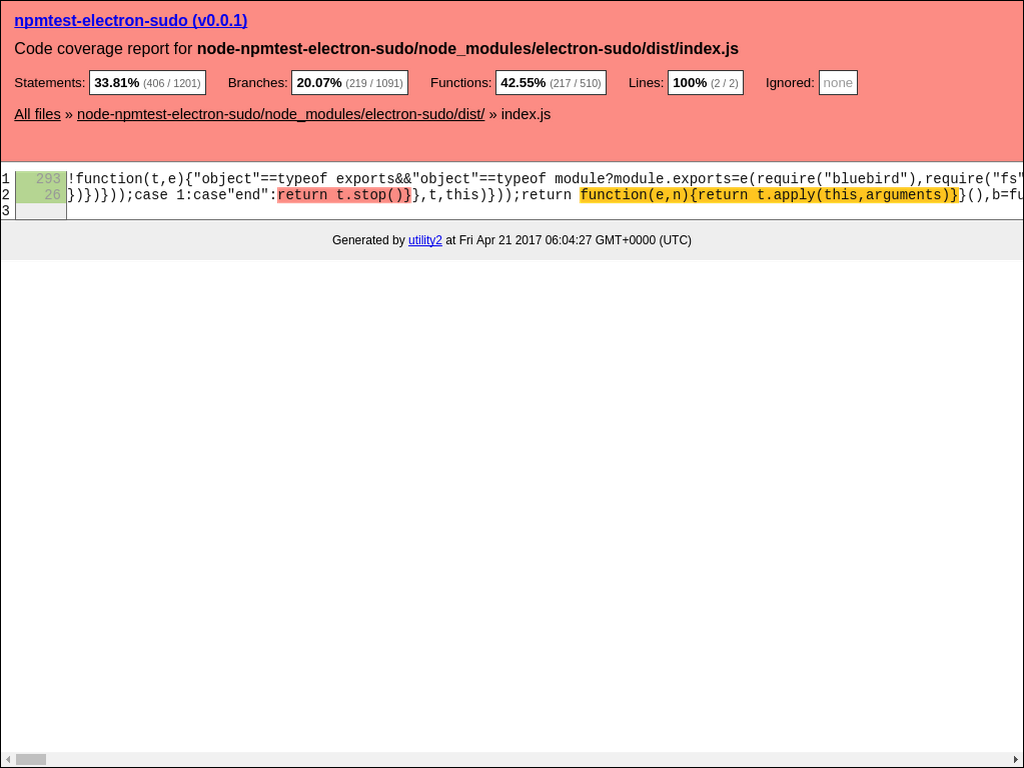 npmtest-electron-sudo (v0.0.1)
Code coverage report for node-npmtest-electron-sudo/node_modules/electron-sudo/dist/index.js
Statements: 33.81% (406 / 1201) Branches: 20.07% (219 / 1091) Functions: 42.55% (217 / 510) Lines: 100% (2 / 2) Ignored: none
All files » node-npmtest-electron-sudo/node_modules/electron-sudo/dist/ » index.js
1 293 !function(t,e){"object"==typeof exports&&"object"==typeof module?module.exports=e(require("bluebird"),require("fs"
2 26 })})}));case 1:case"end":return t.stop()}},t,this)}));return function(e,n){return t.apply(this,arguments)}}(),b=fu
3
Generated by utility2 at Fri Apr 21 2017 06:04:27 GMT+0000 (UTC)